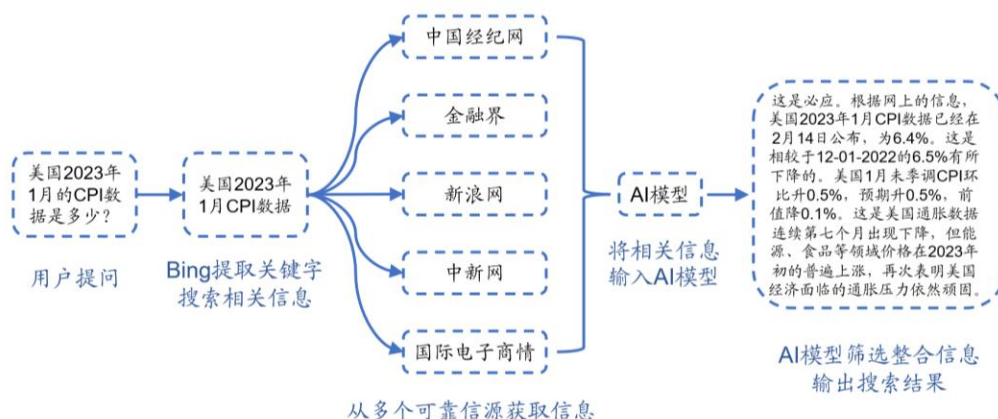 美国2023年
1月的CPI数
据是多少？
用户提问
美国2023年
1月CPI数据
Bing提取关键字
搜索相关信息
中国经纪网
金融界
新浪网
中新网
国际电子商情
从多个可靠信源获取信息
AI模型
将相关信息
输入AI模型
这是必应。根据网上的信息，
美国2023年1月CPI数据已经在
2月14日公布，为6.4%。这是
相较于12-01-2022的6.5%有所
下降的。美国1月未季调CPI环
比升0.5%，预期升0.5%，前
值降0.1%。这是美国通胀数据
连续第七个月出现下降，但能
源、食品等领域价格在2023年
初的普遍上涨，再次表明美国
经济面临的通胀压力依然顽固。
AI模型筛选整合信息
输出搜索结果